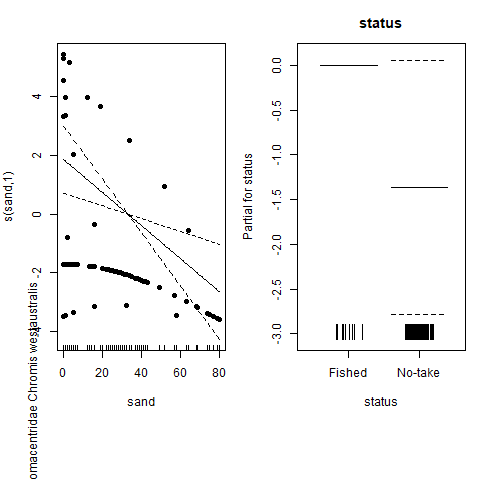 status
s(sand,1)
4
2
0
-2
-4
0
20
40
60
80
sand
omacentridae Chromis westaustralis
Partial for status
0.0
-0.5
-1.0
-1.5
-2.0
-2.5
-3.0
Fished
No-take
status